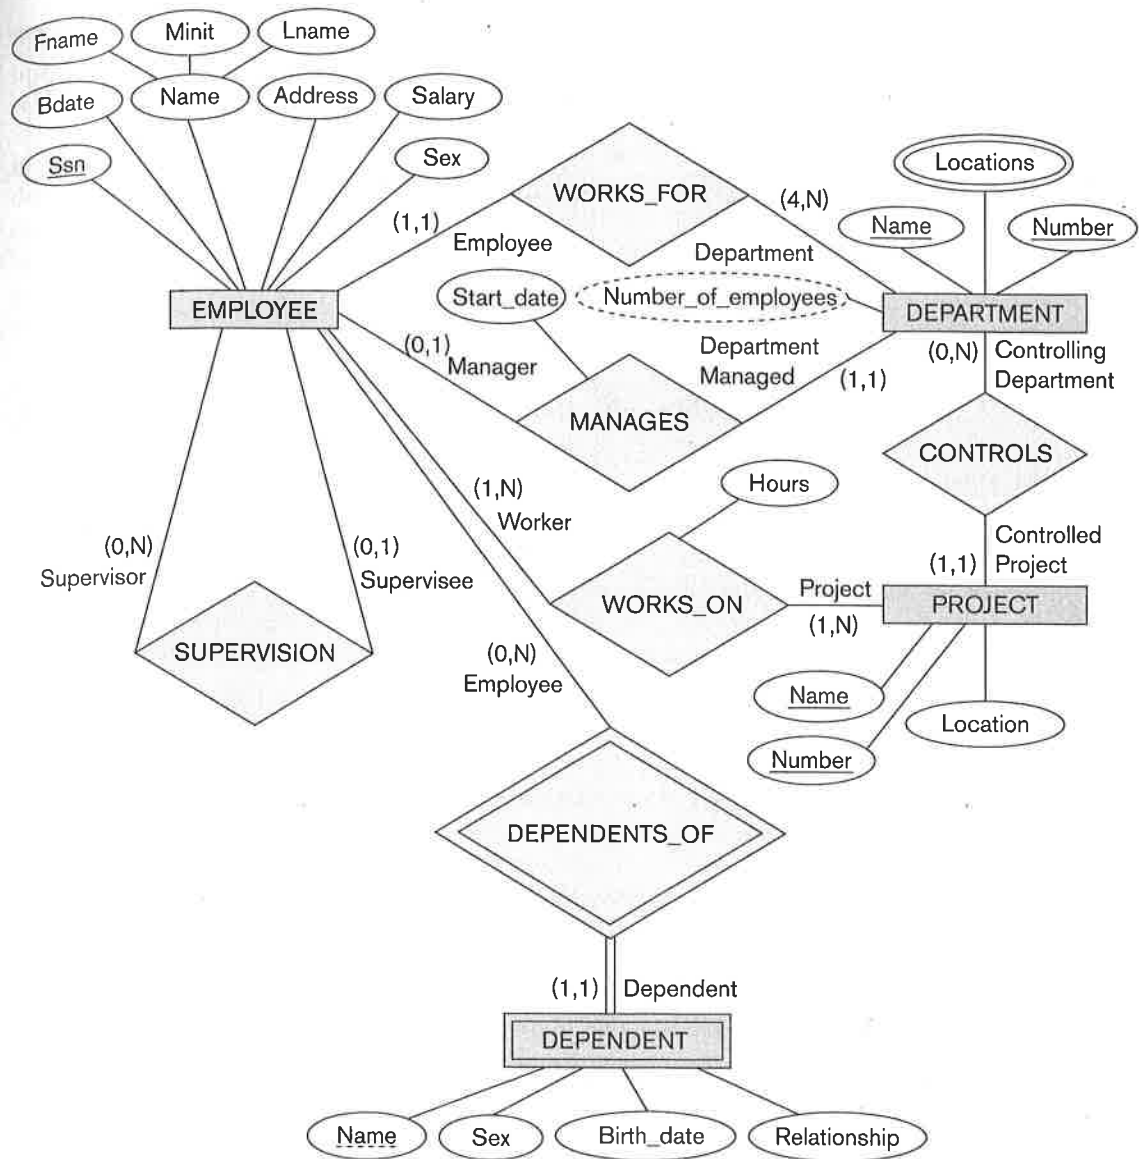 Fname
Minit
Lname
Bdate
Name
Address
Salary
Ssn
Sex
WORKS_FOR
Locations
(1,1)
Employee
(4,N)
Department
Name
Number
Start_date
Number_of_employees
EMPLOYEE
DEPARTMENT
(0,1)
Manager
Department
Managed
(1,1)
(0,N)
Controlling
Department
MANAGES
CONTROLS
Hours
(1,N)
Worker
(0,N)
Supervisor
(0,1)
Supervisee
Controlled
Project
(1,1)
WORKS_ON
Project
(1,N)
PROJECT
SUPERVISION
(0,N)
Employee
Name
Location
Number
DEPENDENTS_OF
(1,1)
Dependent
DEPENDENT
Name
Sex
Birth_date
Relationship